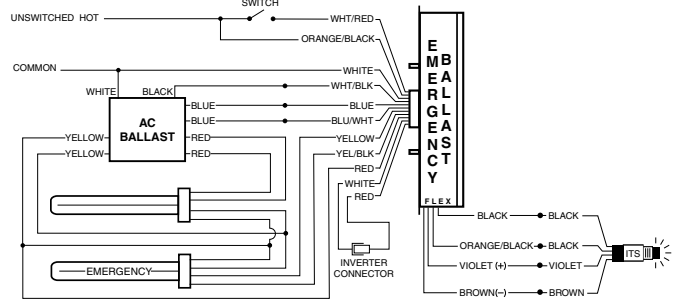 SWITCH
UNSWITCHED HOT
WHT/RED
ORANGE/BLACK
COMMON
WHITE
WHITE
BLACK
WHT/BLK
AC
BALLAST
BLUE
BLUE
BLUE
BLU/WHT
YELLOW
YELLOW
RED
RED
YELLOW
YEL/BLK
RED
WHITE
RED
EMERGENCY
BALLAST
FLEX
EMERGENCY
INVERTER
CONNECTOR
BLACK
BLACK
ORANGE/BLACK
BLACK
VIOLET (+)
VIOLET
BROWN(–)
BROWN
ITS